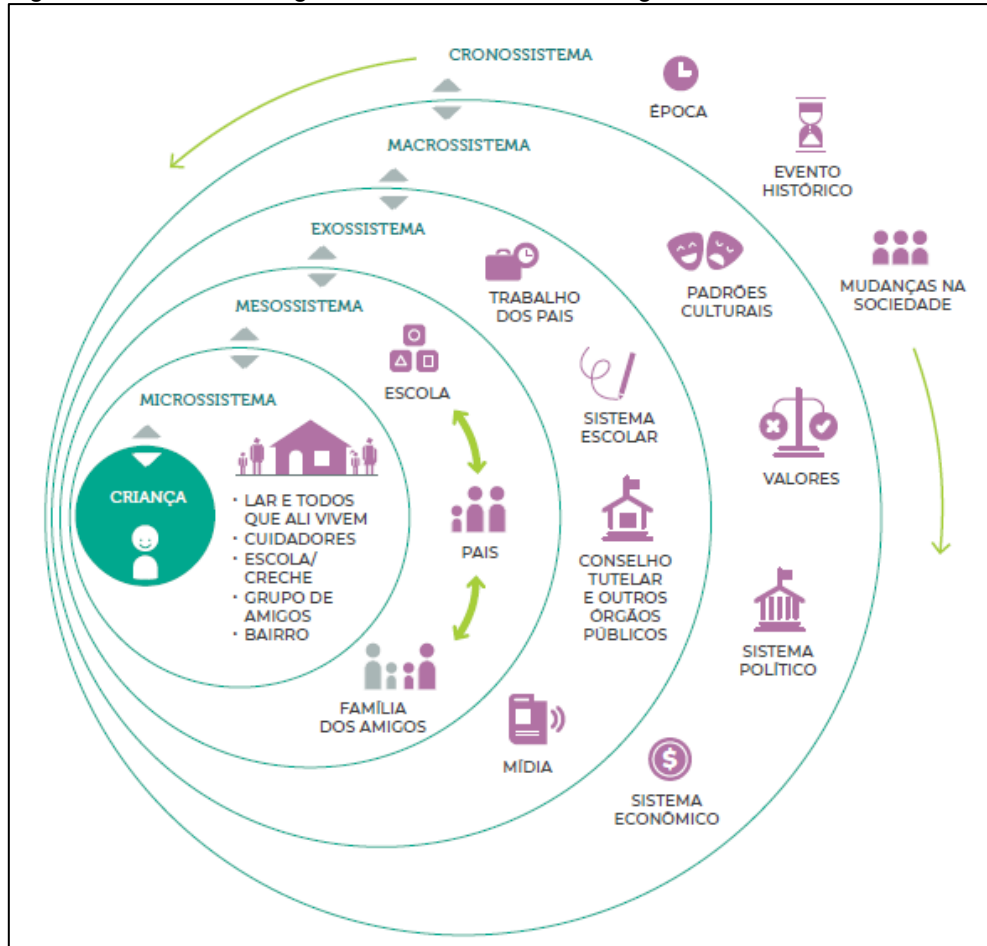 CRONOSSISTEMA
ÉPOCA
EVENTO
HISTÓRICO
MUDANÇAS NA
SOCIEDADE
MACROSSISTEMA
PADRÕES
CULTURAIS
VALORES
SISTEMA
POLÍTICO
SISTEMA
ECONÔMICO
EXOSSISTEMA
TRABALHO
DOS PAIS
SISTEMA
ESCOLAR
CONSELHO
TUTELAR
E OUTROS
ÓRGÃOS
PÚBLICOS
MÍDIA
MESOSSISTEMA
ESCOLA
PAIS
FAMÍLIA
DOS AMIGOS
MICROSSISTEMA
· LAR E TODOS
QUE ALI VIVEM
· CUIDADORES
· ESCOLA/
CRECHE
· GRUPO DE
AMIGOS
· BAIRRO
CRIANÇA